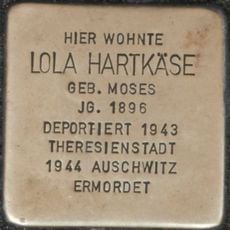 HIER WOHNTE
LOLA HARTKÄSE
GEB. MOSES
JG. 1896
DEPORTIERT 1943
THERESIENSTADT
1944 AUSCHWITZ
ERMORDET